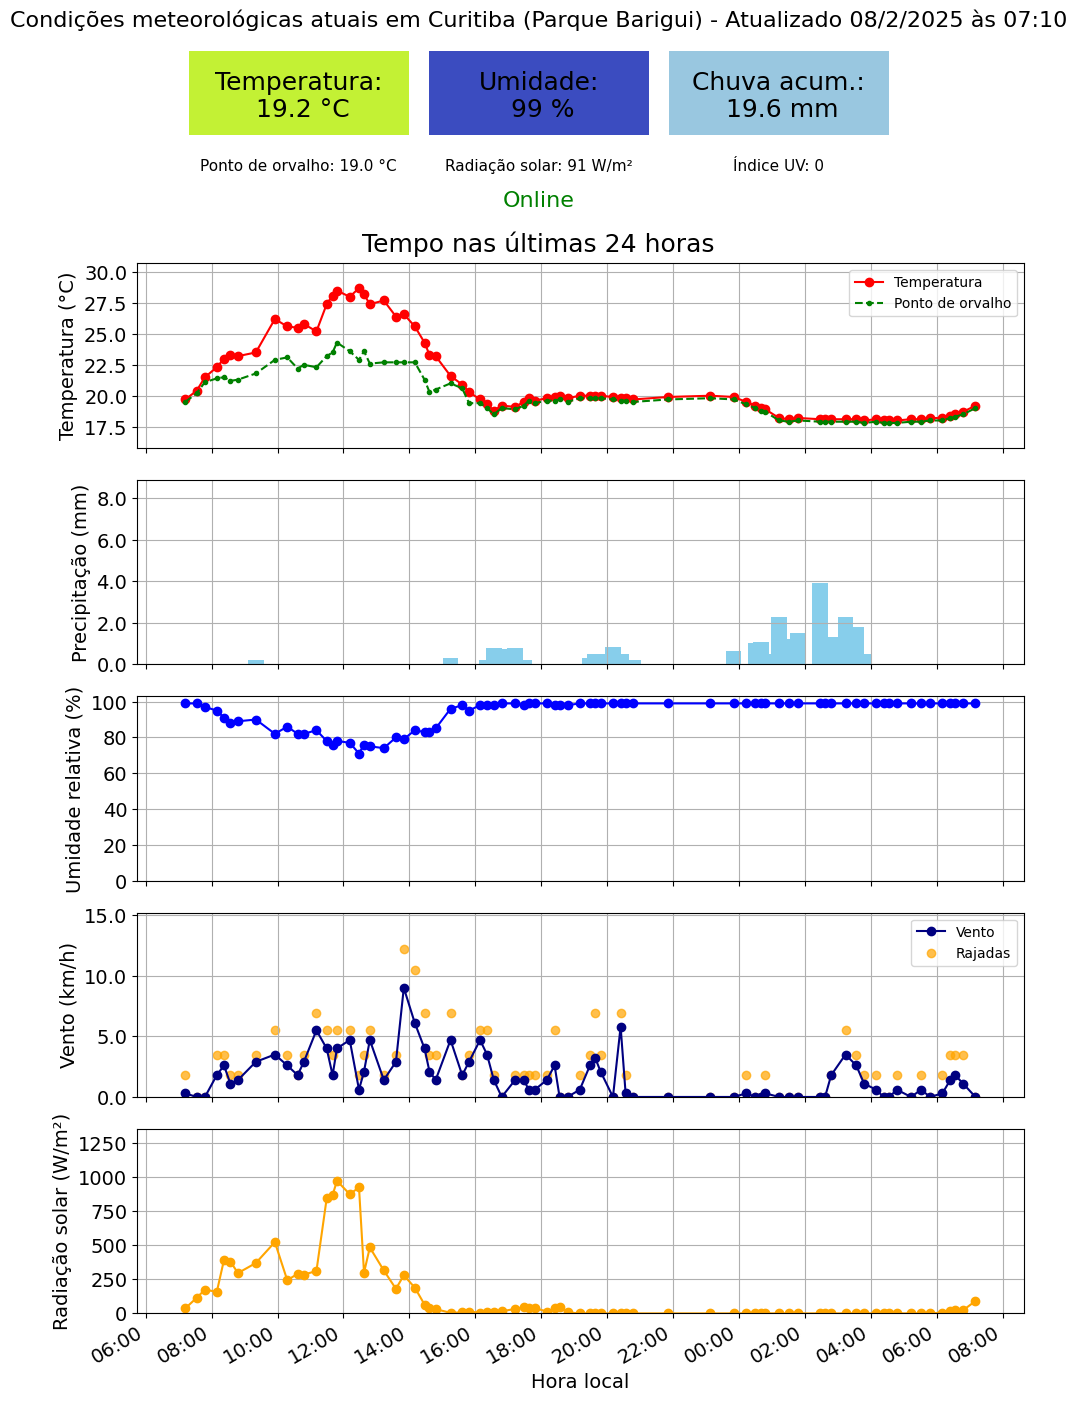 Condições meteorológicas atuais em Curitiba (Parque Barigui) - Atualizado 08/2/2025 às 07:10
Temperatura:
19.2 °C
Umidade:
99 %
Chuva acum.:
19.6 mm
Ponto de orvalho: 19.0 °C
Radiação solar: 91 W/m²
Índice UV: 0
Online
Tempo nas últimas 24 horas
Temperatura (°C)
30.0
27.5
25.0
22.5
20.0
17.5
Temperatura
Ponto de orvalho
Precipitação (mm)
8.0
6.0
4.0
2.0
0.0
Umidade relativa (%)
100
80
60
40
20
0
Vento (km/h)
15.0
10.0
5.0
0.0
Vento
Rajadas
Radiação solar (W/m²)
1250
1000
750
500
250
0
06:00
08:00
10:00
12:00
14:00
16:00
18:00
20:00
22:00
00:00
02:00
04:00
06:00
08:00
Hora local